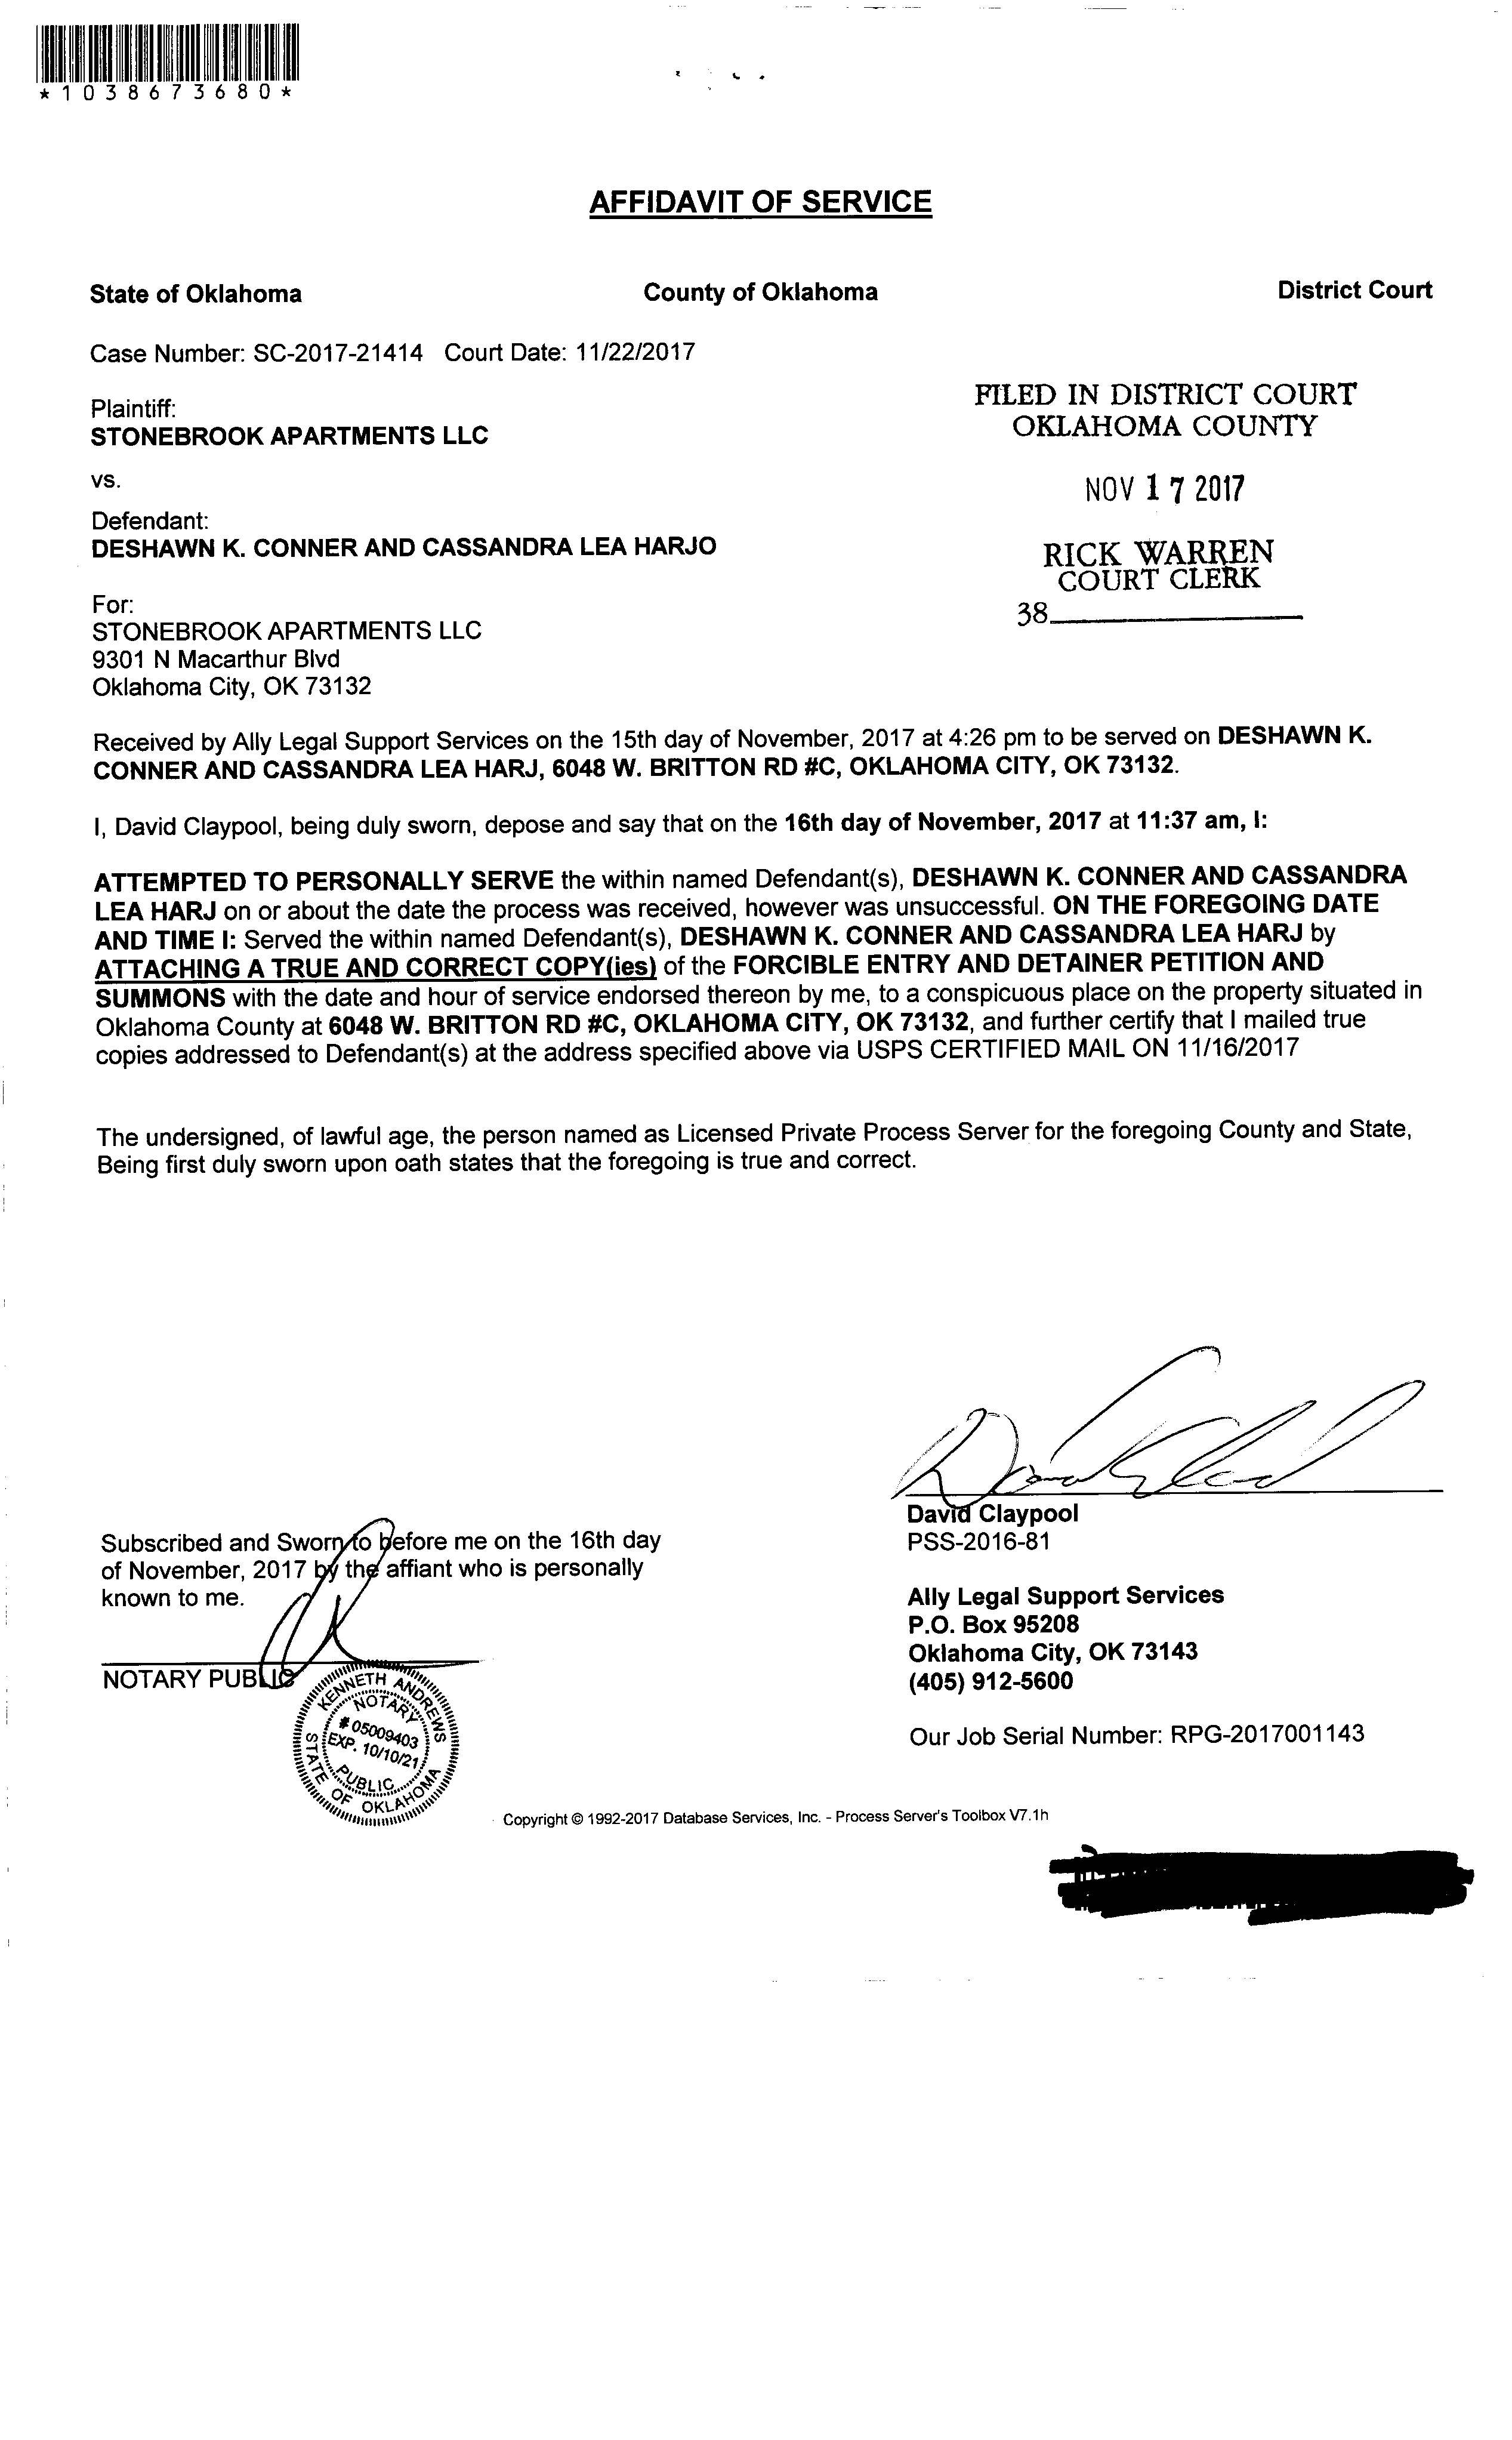 *1038673680*
AFFIDAVIT OF SERVICE
State of Oklahoma County of Oklahoma District Court
Case Number: SC-2017-21414 Court Date: 11/22/2017
Plaintiff:
STONEBROOK APARTMENTS LLC
vs.
Defendant:
DESHAWN K. CONNER AND CASSANDRA LEA HARJO
FILED IN DISTRICT COURT
OKLAHOMA COUNTY
NOV 17 2017
RICK WARREN
COURT CLERK
38
For:
STONEBROOK APARTMENTS LLC
9301 N Macarthur Blvd
Oklahoma City, OK 73132
Received by Ally Legal Support Services on the 15th day of November, 2017 at 4:26 pm to be served on DESHAWN K.
CONNER AND CASSANDRA LEA HARJ, 6048 W. BRITTON RD #C, OKLAHOMA CITY, OK 73132.
I, David Claypool, being duly sworn, depose and say that on the 16th day of November, 2017 at 11:37 am, I:
ATTEMPTED TO PERSONALLY SERVE the within named Defendant(s), DESHAWN K. CONNER AND CASSANDRA
LEA HARJ on or about the date the process was received, however was unsuccessful. ON THE FOREGOING DATE
AND TIME I: Served the within named Defendant(s), DESHAWN K. CONNER AND CASSANDRA LEA HARJ by
ATTACHING A TRUE AND CORRECT COPY(ies) of the FORCIBLE ENTRY AND DETAINER PETITION AND
SUMMONS with the date and hour of service endorsed thereon by me, to a conspicuous place on the property situated in
Oklahoma County at 6048 W. BRITTON RD #C, OKLAHOMA CITY, OK 73132, and further certify that I mailed true
copies addressed to Defendant(s) at the address specified above via USPS CERTIFIED MAIL ON 11/16/2017
The undersigned, of lawful age, the person named as Licensed Private Process Server for the foregoing County and State,
Being first duly sworn upon oath states that the foregoing is true and correct.
Subscribed and Sworn to before me on the 16th day
of November, 2017 by the affiant who is personally
known to me.
NOTARY PUBLIC
KENNETH ANDREWS
NOTARY
# 05009403
EXP. 10/10/21
PUBLIC
STATE OF OKLAHOMA
David Claypool
PSS-2016-81
Ally Legal Support Services
P.O. Box 95208
Oklahoma City, OK 73143
(405) 912-5600
Our Job Serial Number: RPG-2017001143
Copyright © 1992-2017 Database Services, Inc. - Process Server's Toolbox V7.1h